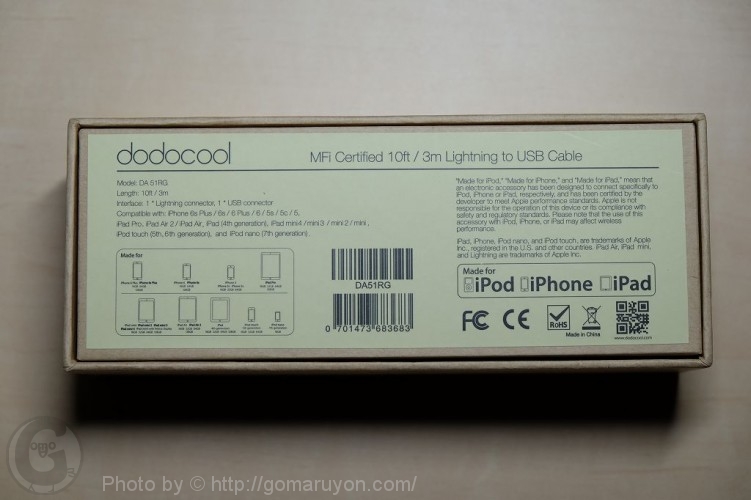 dodocool
MFi Certified 10ft / 3m Lightning to USB Cable
Model: DA51RG
Length: 10ft / 3m
Interface: 1 * Lightning connector, 1 * USB connector
Compatible with: iPhone 6s Plus / 6s / 6 Plus / 6 / 5s / 5c / 5,
iPad Pro, iPad Air 2 / iPad Air, iPad (4th generation), iPad mini 4 / mini 3 / mini 2 / mini,
iPod touch (5th, 6th generation), and iPod nano (7th generation).
"Made for iPod," "Made for iPhone," and "Made for iPad," mean that
an electronic accessory has been designed to connect specifically to
iPod, iPhone or iPad, respectively, and has been certified by the
developer to meet Apple performance standards. Apple is not
responsible for the operation of this device or its compliance with
safety and regulatory standards. Please note that the use of this
accessory with iPod, iPhone, or iPad may affect wireless
performance.
iPad, iPhone, iPod nano, and iPod touch, are trademarks of Apple
Inc., registered in the U.S. and other countries. iPad Air, iPad mini,
and Lightning are trademarks of Apple Inc.
Made for
DA51RG
0 701473 683683
Made for
iPod iPhone iPad
FC CE RoHS
Made in China
www.dodocool.com
Photo by © http://gomaruyon.com/